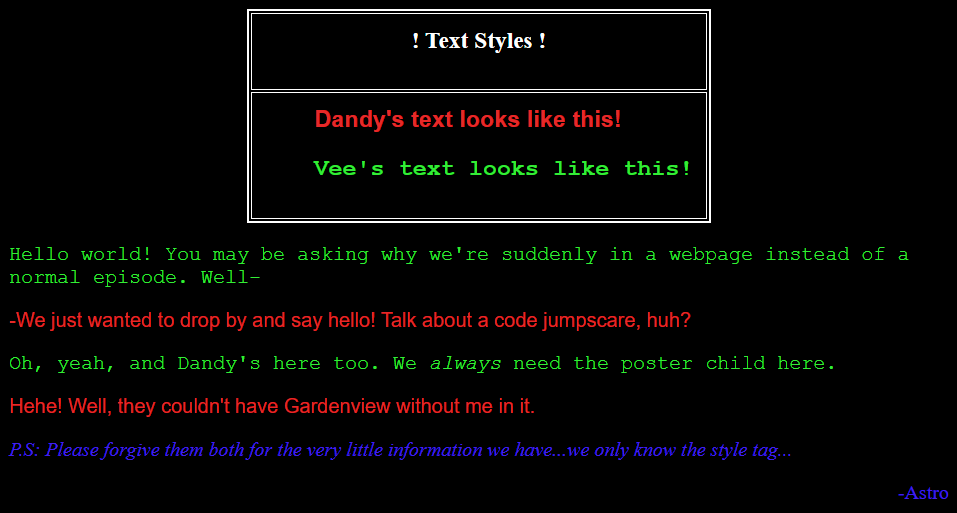 ! Text Styles !
Dandy's text looks like this!
Vee's text looks like this!
Hello world! You may be asking why we're suddenly in a webpage instead of a
normal episode. Well-
-We just wanted to drop by and say hello! Talk about a code jumpscare, huh?
Oh, yeah, and Dandy's here too. We always need the poster child here.
Hehe! Well, they couldn't have Gardenview without me in it.
P.S: Please forgive them both for the very little information we have...we only know the style tag...
-Astro